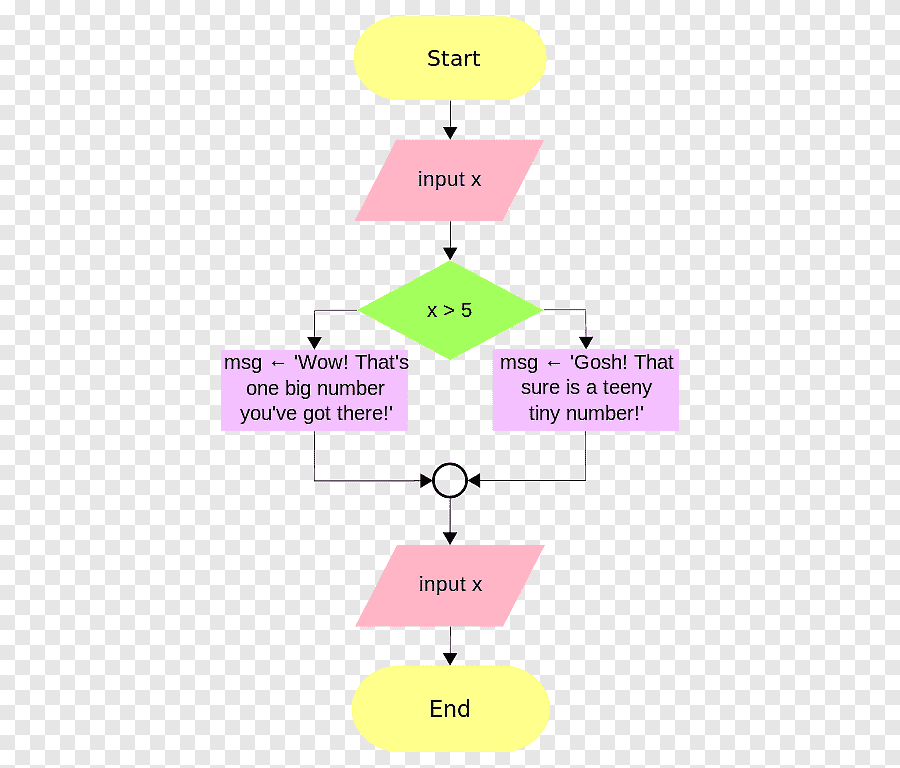 Start
input x
x > 5
msg ← 'Wow! That's
one big number
you've got there!'
msg ← 'Gosh! That
sure is a teeny
tiny number!'
input x
End